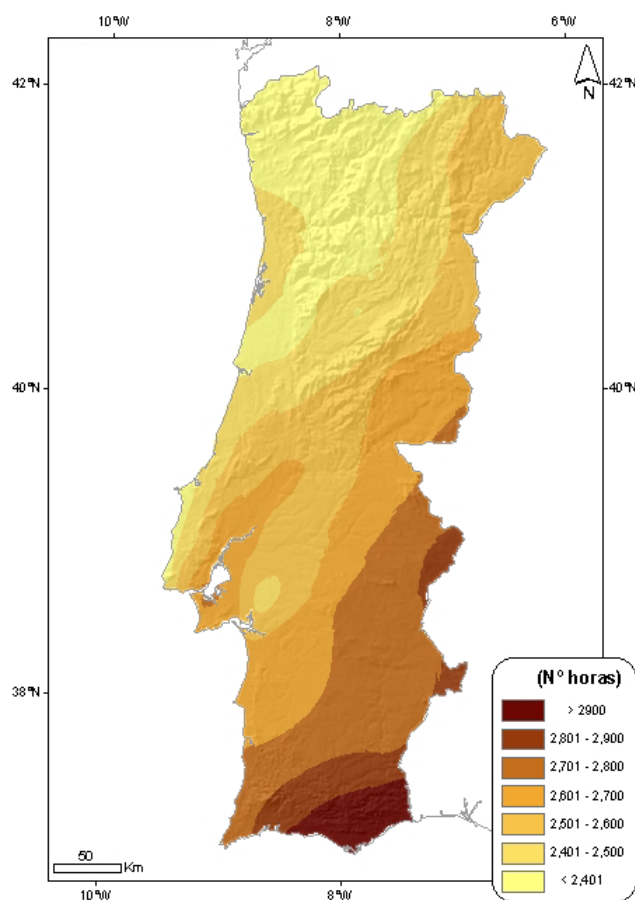 10°W 8°W 6°W
42°N 42°N
N
40°N 40°N
38°N 38°N
(Nº horas)
> 2900
2,801 - 2,900
2,701 - 2,800
2,601 - 2,700
2,501 - 2,600
2,401 - 2,500
< 2,401
50
Km
10°W 8°W